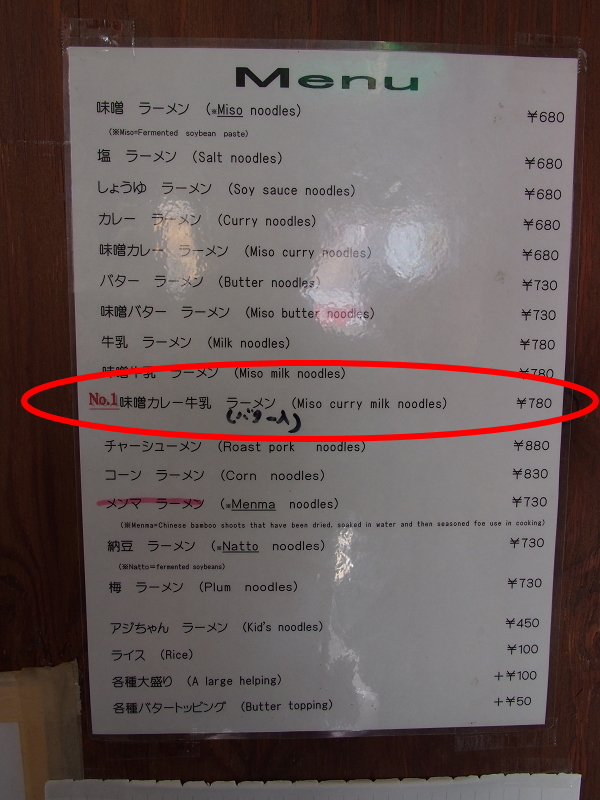 Menu
味噌 ラーメン (※Miso noodles) ¥680
(※Miso=Fermented soybean paste)
塩 ラーメン (Salt noodles) ¥680
しょうゆ ラーメン (Soy sauce noodles) ¥680
カレー ラーメン (Curry noodles) ¥680
味噌カレー ラーメン (Miso curry noodles) ¥680
バター ラーメン (Butter noodles) ¥730
味噌バター ラーメン (Miso butter noodles) ¥730
牛乳 ラーメン (Milk noodles) ¥780
味噌牛乳 ラーメン (Miso milk noodles) ¥780
No.1 味噌カレー牛乳 ラーメン (Miso curry milk noodles) ¥780
(バター入)
チャーシューメン (Roast pork noodles) ¥880
コーン ラーメン (Corn noodles) ¥830
メンマ ラーメン (※Menma noodles) ¥730
(※Menma=Chinese bamboo shoots that have been dried, soaked in water and then seasoned foe use in cooking)
納豆 ラーメン (※Natto noodles) ¥730
(※Natto=fermented soybeans)
梅 ラーメン (Plum noodles) ¥730
アジちゃん ラーメン (Kid's noodles) ¥450
ライス (Rice) ¥100
各種大盛り (A large helping) +¥100
各種バタートッピング (Butter topping) +¥50